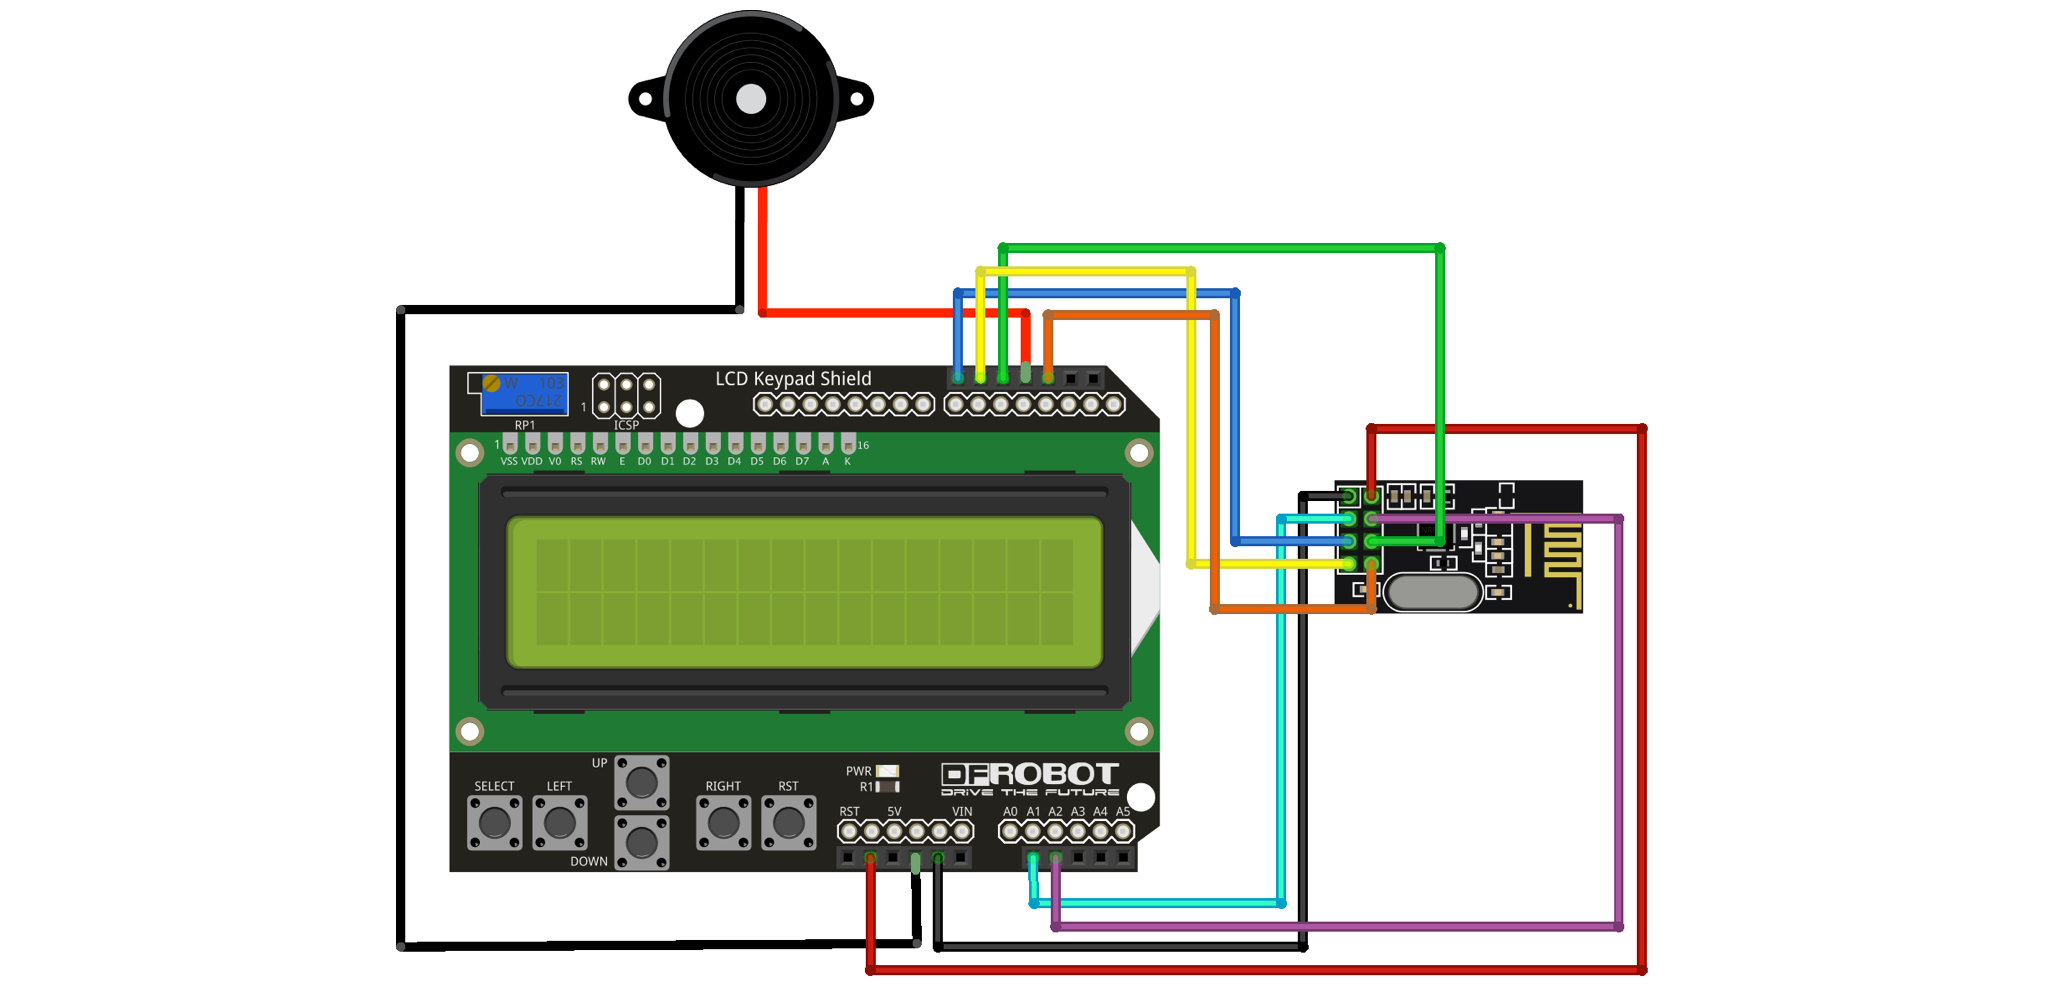 LCD Keypad Shield
W 103
217C0
1
RP1
ICSP
1
16
VSS VDD V0 RS RW E D0 D1 D2 D3 D4 D5 D6 D7 A K
UP
SELECT LEFT RIGHT RST
DOWN
PWR
R1
DFROBOT
DRIVE THE FUTURE
RST 5V VIN A0 A1 A2 A3 A4 A5